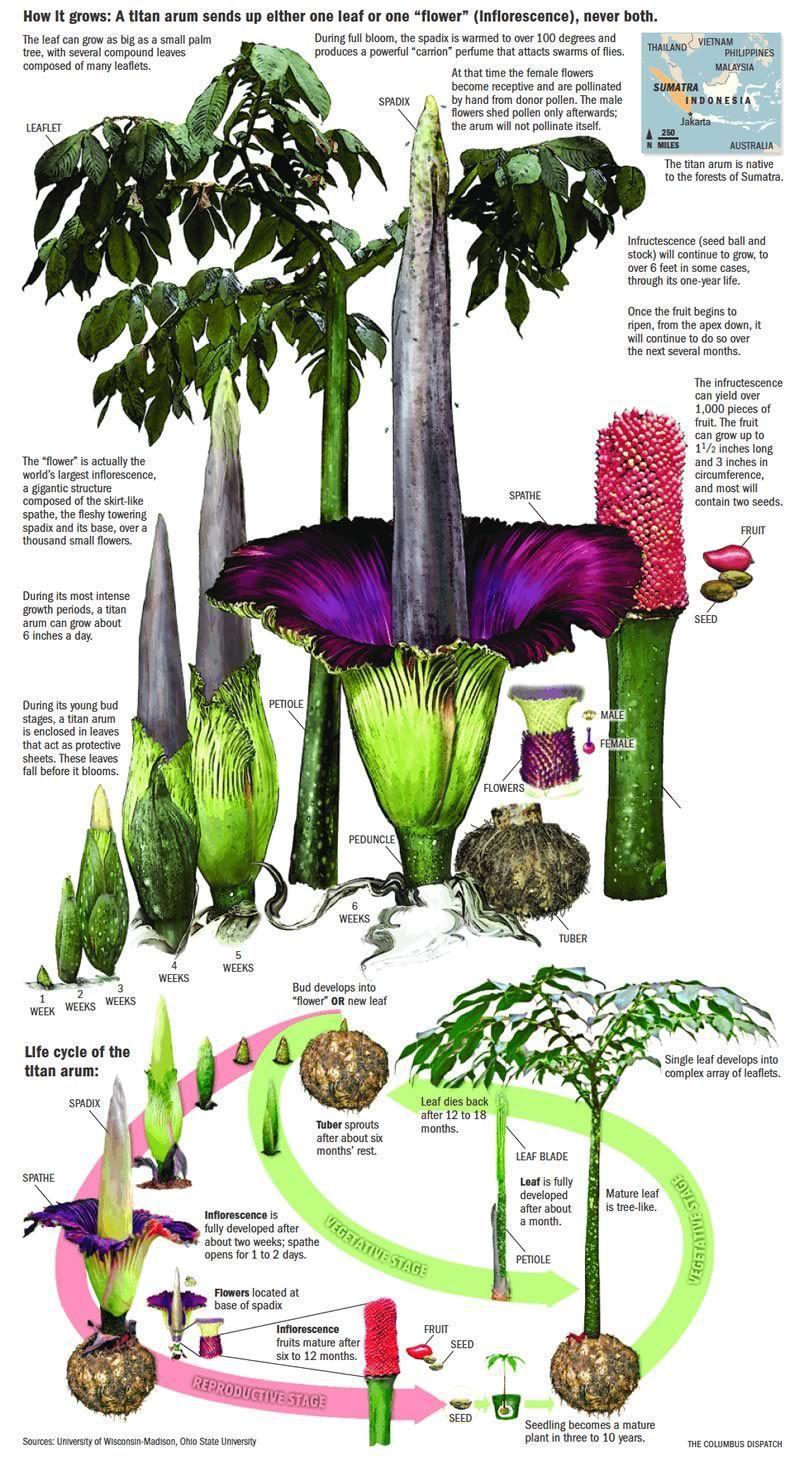 How it grows: A titan arum sends up either one leaf or one “flower” (Inflorescence), never both.
The leaf can grow as big as a small palm
tree, with several compound leaves
composed of many leaflets.
During full bloom, the spadix is warmed to over 100 degrees and
produces a powerful “carrion” perfume that attacts swarms of flies.
At that time the female flowers
become receptive and are pollinated
by hand from donor pollen. The male
flowers shed pollen only afterwards;
the arum will not pollinate itself.
SPADIX
LEAFLET
THAILAND
VIETNAM
PHILIPPINES
MALAYSIA
SUMATRA
INDONESIA
Jakarta
N
250
MILES
AUSTRALIA
The titan arum is native
to the forests of Sumatra.
Infructescence (seed ball and
stock) will continue to grow, to
over 6 feet in some cases,
through its one-year life.
Once the fruit begins to
ripen, from the apex down, it
will continue to do so over
the next several months.
The infructescence
can yield over
1,000 pieces of
fruit. The fruit
can grow up to
1 1/2 inches long
and 3 inches in
circumference,
and most will
contain two seeds.
The “flower” is actually the
world’s largest inflorescence,
a gigantic structure
composed of the skirt-like
spathe, the fleshy towering
spadix and its base, over a
thousand small flowers.
SPATHE
FRUIT
SEED
During its most intense
growth periods, a titan
arum can grow about
6 inches a day.
During its young bud
stages, a titan arum
is enclosed in leaves
that act as protective
sheets. These leaves
fall before it blooms.
PETIOLE
MALE
FEMALE
FLOWERS
PEDUNCLE
TUBER
1
WEEK
2
WEEKS
3
WEEKS
4
WEEKS
5
WEEKS
6
WEEKS
Life cycle of the
titan arum:
Bud develops into
“flower” OR new leaf
Single leaf develops into
complex array of leaflets.
SPADIX
Tuber sprouts
after about six
months’ rest.
Leaf dies back
after 12 to 18
months.
LEAF BLADE
Leaf is fully
developed
after about
a month.
Mature leaf
is tree-like.
VEGETATIVE STAGE
SPATHE
Inflorescence is
fully developed after
about two weeks; spathe
opens for 1 to 2 days.
VEGETATIVE STAGE
PETIOLE
Flowers located at
base of spadix
Inflorescence
fruits mature after
six to 12 months.
FRUIT
SEED
REPRODUCTIVE STAGE
SEED
Seedling becomes a mature
plant in three to 10 years.
Sources: University of Wisconsin-Madison, Ohio State University
THE COLUMBUS DISPATCH